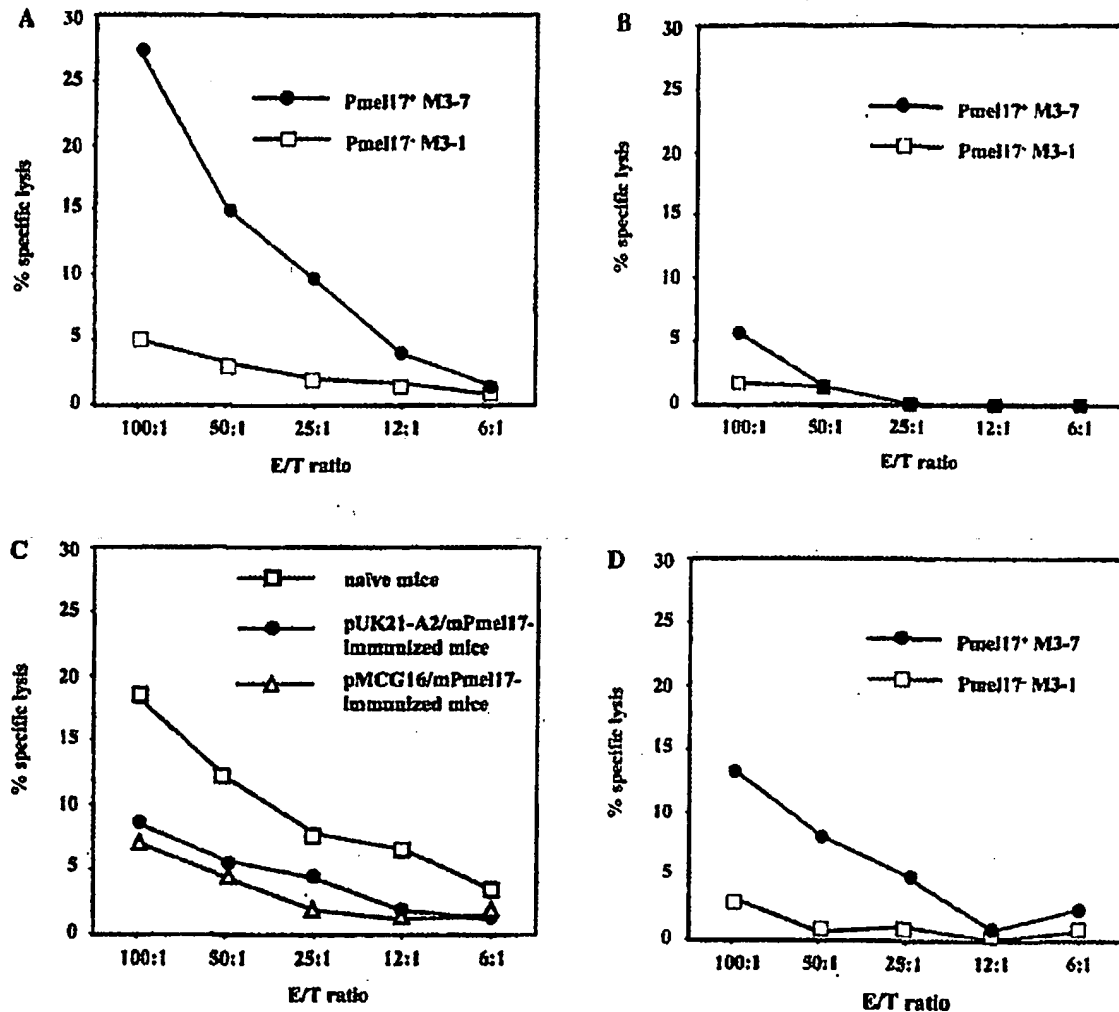 A
30
25
20
15
10
5
0
% specific lysis
Pmel17⁺ M3-7
Pmel17⁻ M3-1
100:1
50:1
25:1
12:1
6:1
E/T ratio
B
30
25
20
15
10
5
0
% specific lysis
Pmel17⁺ M3-7
Pmel17⁻ M3-1
100:1
50:1
25:1
12:1
6:1
E/T ratio
C
30
25
20
15
10
5
0
% specific lysis
naïve mice
pUK21-A2/mPmel17-
immunized mice
pMCG16/mPmel17-
immunized mice
100:1
50:1
25:1
12:1
6:1
E/T ratio
D
30
25
20
15
10
5
0
% specific lysis
Pmel17⁺ M3-7
Pmel17⁻ M3-1
100:1
50:1
25:1
12:1
6:1
E/T ratio